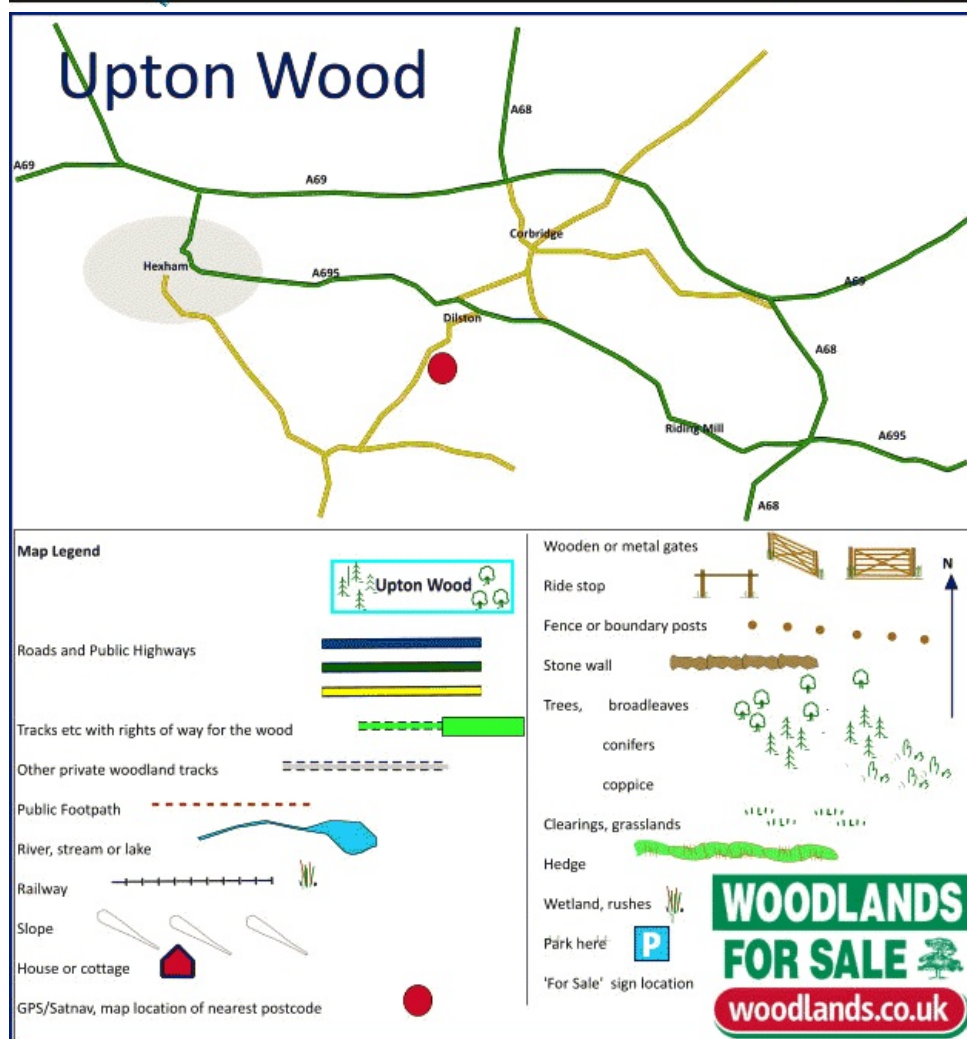 Upton Wood
A68
A69
A69
Corbridge
Hexham
A695
A69
Dilston
A68
Riding Mill
A695
A68
Map Legend
Upton Wood
Roads and Public Highways
Tracks etc with rights of way for the wood
Other private woodland tracks
Public Footpath
River, stream or lake
Railway
Slope
House or cottage
GPS/Satnav, map location of nearest postcode
Wooden or metal gates
N
Ride stop
Fence or boundary posts
Stone wall
Trees, broadleaves
conifers
coppice
Clearings, grasslands
Hedge
Wetland, rushes
Park here
P
'For Sale' sign location
WOODLANDS
FOR SALE
woodlands.co.uk